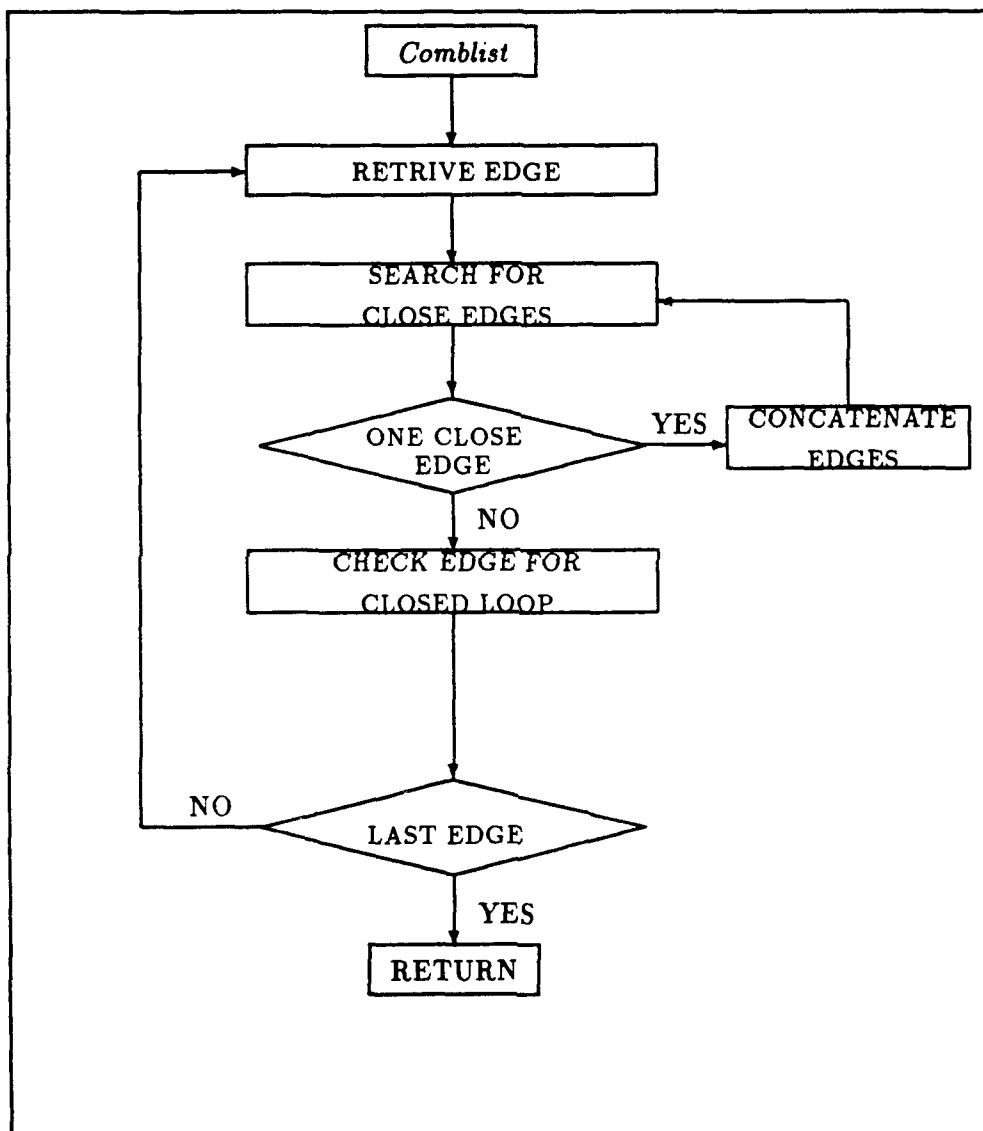 Comblist
RETRIVE EDGE
SEARCH FOR
CLOSE EDGES
ONE CLOSE
EDGE
YES
CONCATENATE
EDGES
NO
CHECK EDGE FOR
CLOSED LOOP
NO
LAST EDGE
YES
RETURN